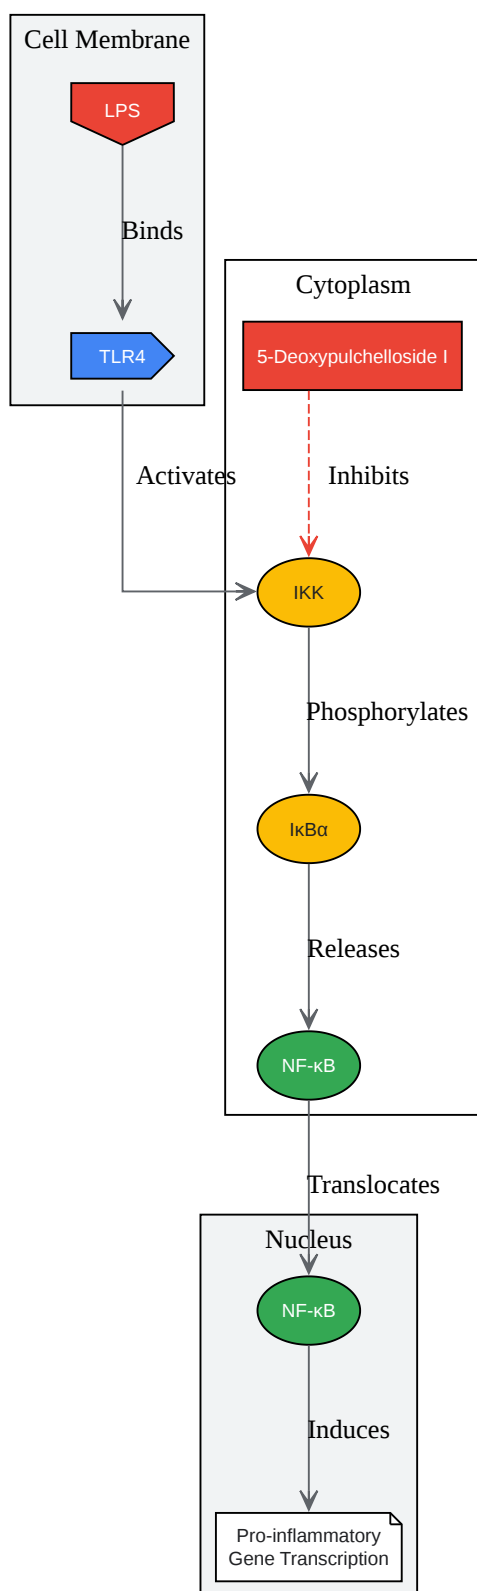 Cell Membrane
LPS
Binds
TLR4
Cytoplasm
5-Deoxypulchelloside I
Activates
Inhibits
IKK
Phosphorylates
IκBα
Releases
NF-κB
Translocates
Nucleus
NF-κB
Induces
Pro-inflammatory
Gene Transcription